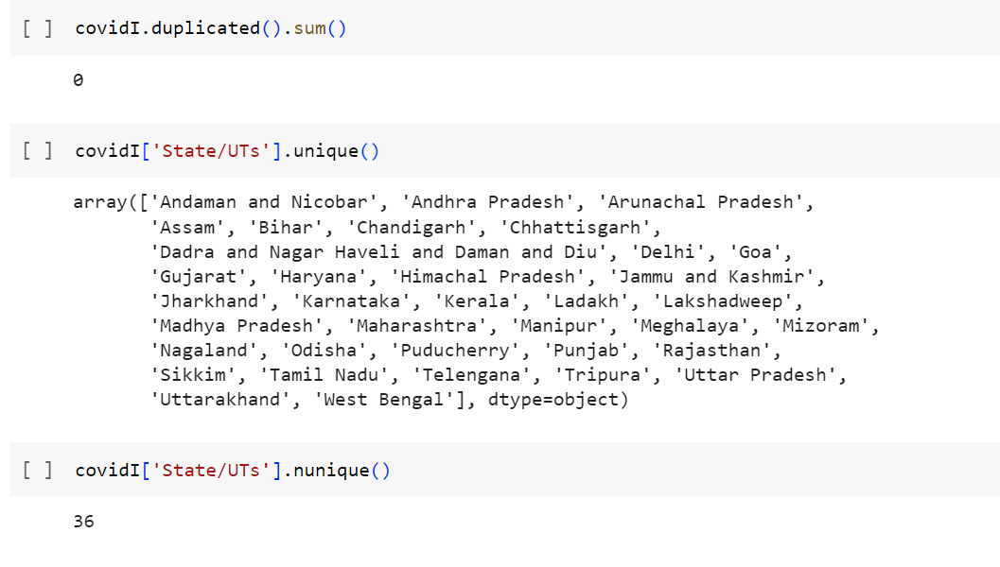 [ ] covidI.duplicated().sum()
0
[ ] covidI['State/UTs'].unique()
array(['Andaman and Nicobar', 'Andhra Pradesh', 'Arunachal Pradesh',
'Assam', 'Bihar', 'Chandigarh', 'Chhattisgarh',
'Dadra and Nagar Haveli and Daman and Diu', 'Delhi', 'Goa',
'Gujarat', 'Haryana', 'Himachal Pradesh', 'Jammu and Kashmir',
'Jharkhand', 'Karnataka', 'Kerala', 'Ladakh', 'Lakshadweep',
'Madhya Pradesh', 'Maharashtra', 'Manipur', 'Meghalaya', 'Mizoram',
'Nagaland', 'Odisha', 'Puducherry', 'Punjab', 'Rajasthan',
'Sikkim', 'Tamil Nadu', 'Telengana', 'Tripura', 'Uttar Pradesh',
'Uttarakhand', 'West Bengal'], dtype=object)
[ ] covidI['State/UTs'].nunique()
36